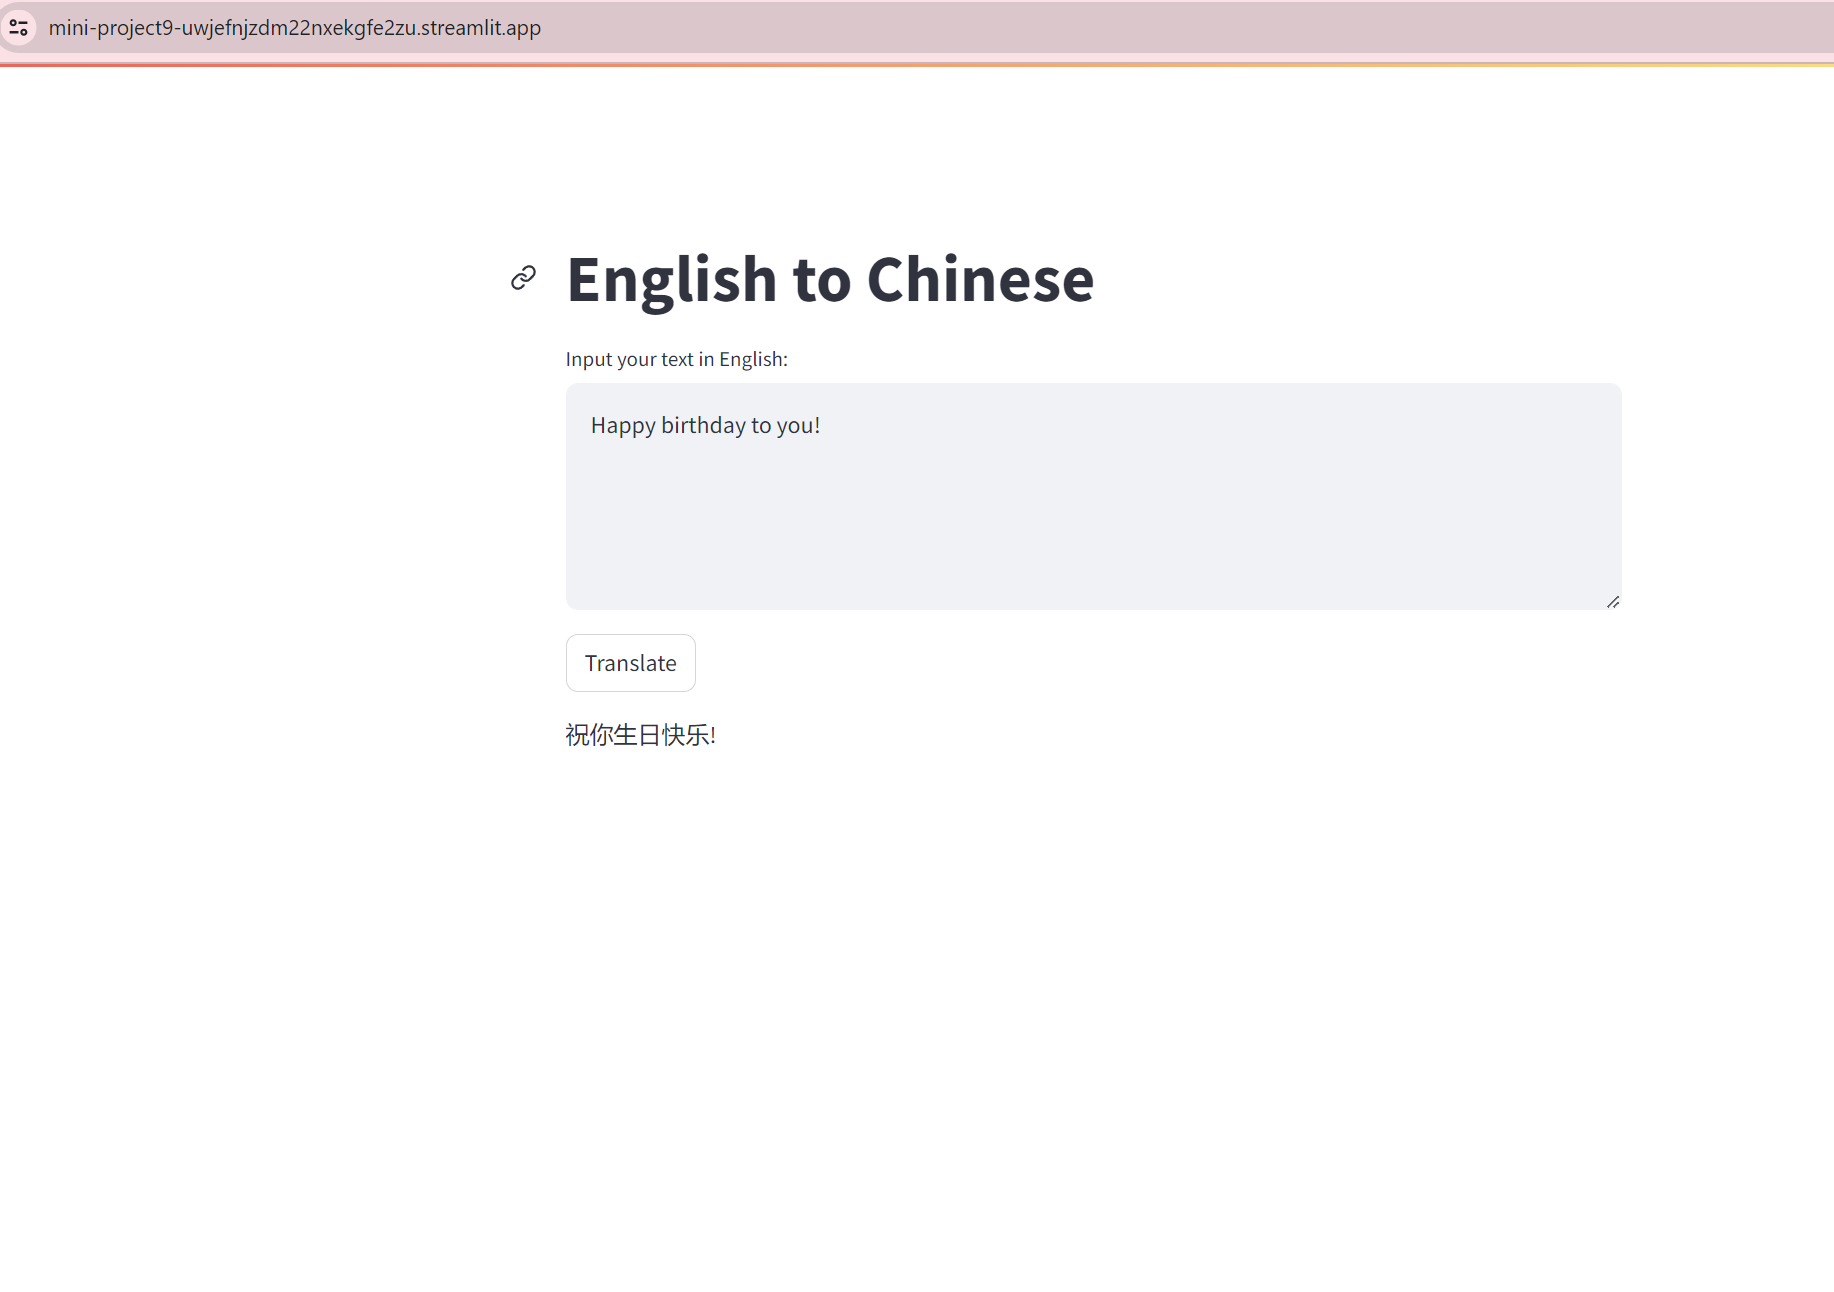 mini-project9-uwjefnjzdm22nxekgfe2zu.streamlit.app
English to Chinese
Input your text in English:
Happy birthday to you!
Translate
祝你生日快乐!